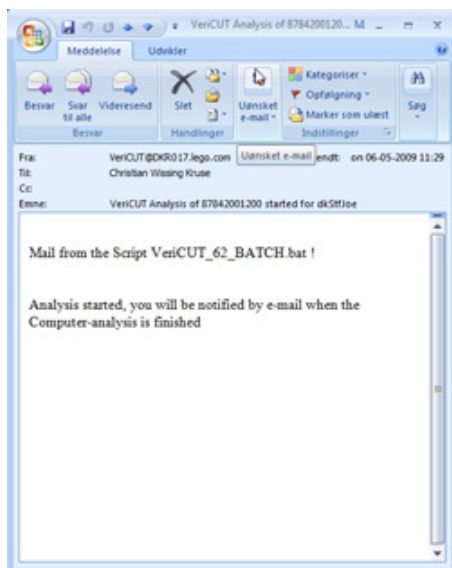 VeriCUT Analysis of 8784200120... M
Meddelelse Udvikler
Besvar Svar til alle Videresend
Slet
Uønsket e-mail
Kategoriser
Opfølgning
Marker som ulæst
Søg
Besvar Handlinger Indstillinger
Fra: VeriCUT@DKR017.lego.com Uønsket e-mail endt: on 06-05-2009 11:29
Til: Christian Wissing Kruse
Cc:
Emne: VeriCUT Analysis of 87842001200 started for dkStfJoe
Mail from the Script VeriCUT_62_BATCH.bat !
Analysis started, you will be notified by e-mail when the
Computer-analysis is finished